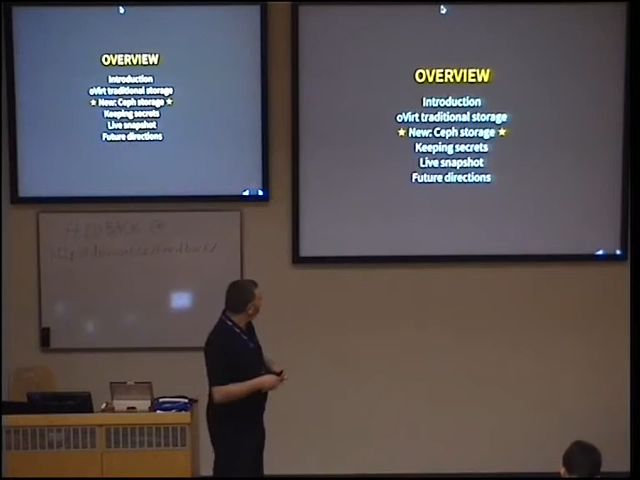 OVERVIEW
Introduction
oVirt traditional storage
★ New: Ceph storage ★
Keeping secrets
Live snapshot
Future directions
OVERVIEW
Introduction
oVirt traditional storage
★ New: Ceph storage ★
Keeping secrets
Live snapshot
Future directions
FEEDBACK